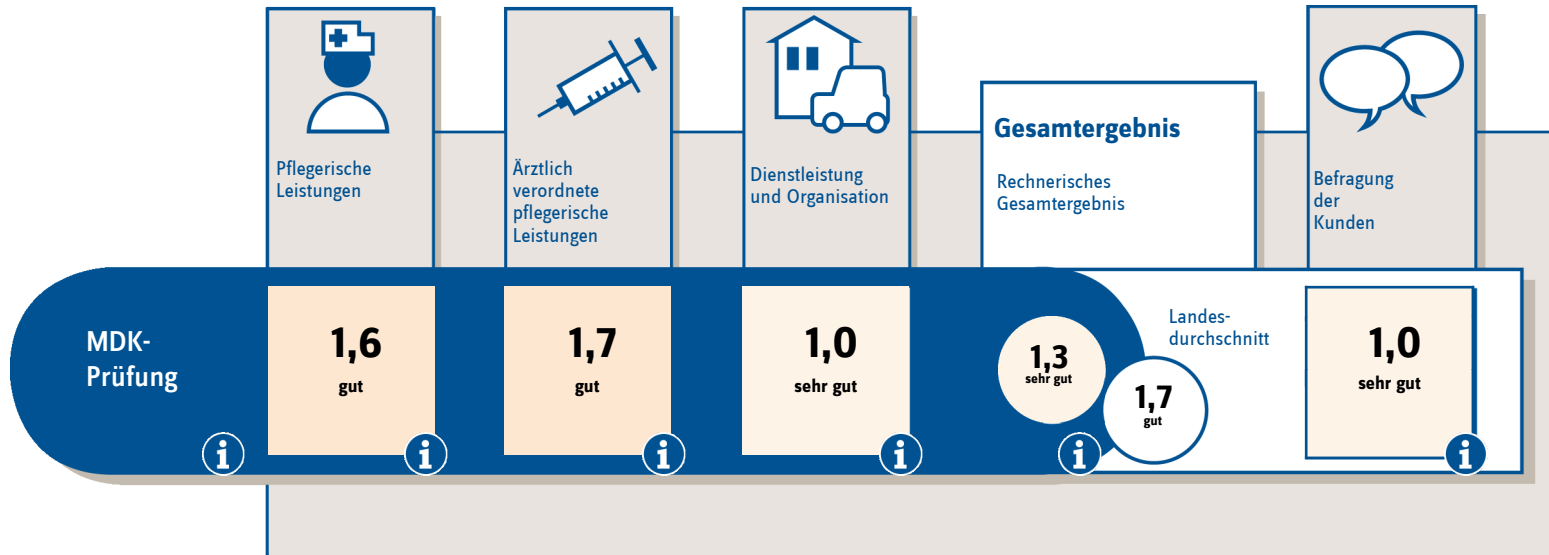 Pflegerische
Leistungen
Ärztlich
verordnete
pflegerische
Leistungen
Dienstleistung
und Organisation
Gesamtergebnis
Rechnerisches
Gesamtergebnis
Befragung
der
Kunden
MDK-
Prüfung
1,6
gut
1,7
gut
1,0
sehr gut
1,3
sehr gut
Landes-
durchschnitt
1,7
gut
1,0
sehr gut
i
i
i
i
i
i